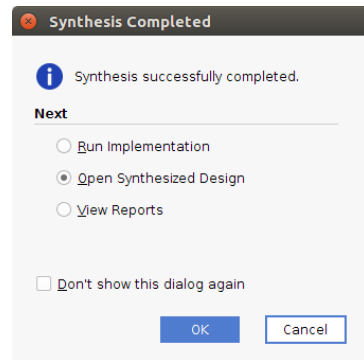 Synthesis Completed
Synthesis successfully completed.
Next
Run Implementation
Open Synthesized Design
View Reports
Don't show this dialog again
OK
Cancel